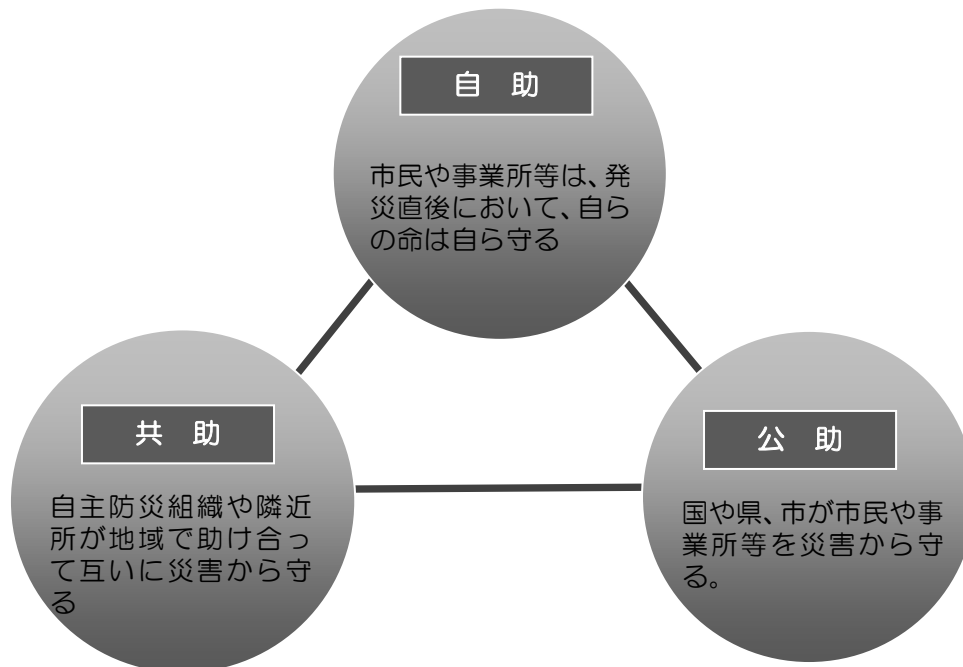 自　助
市民や事業所等は、発
災直後において、自ら
の命は自ら守る
共　助
自主防災組織や隣近
所が地域で助け合っ
て互いに災害から守
る
公　助
国や県、市が市民や事
業所等を災害から守
る。